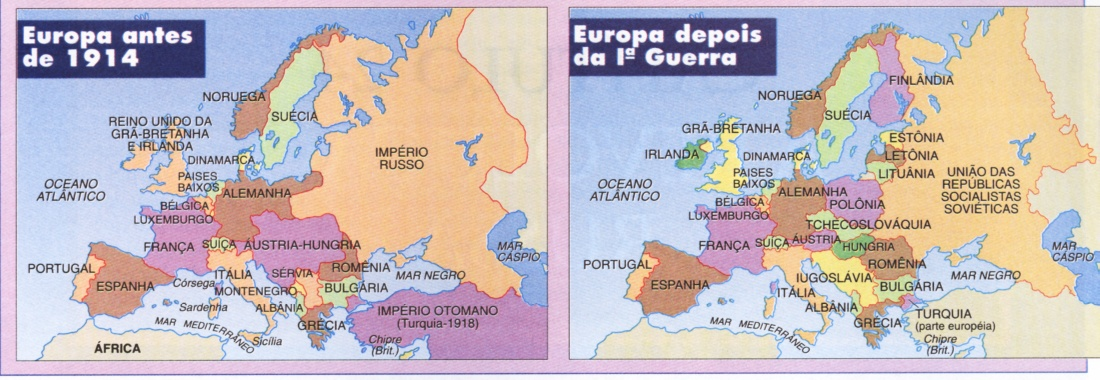 Europa antes
de 1914
NORUEGA
SUÉCIA
REINO UNIDO DA
GRÃ-BRETANHA
E IRLANDA
DINAMARCA
IMPÉRIO
RUSSO
OCEANO
ATLÂNTICO
PAISES
BAIXOS
ALEMANHA
BÉLGICA
LUXEMBURGO
FRANÇA
SUIÇA
ÁUSTRIA-HUNGRIA
MAR
CÁSPIO
PORTUGAL
ESPANHA
ITÁLIA
SÉRVIA
ROMÊNIA
MAR NEGRO
Córsega
MONTENEGRO
BULGÁRIA
Sardenha
ALBÂNIA
IMPÉRIO OTOMANO
(Turquia-1918)
MAR MEDITERRÂNEO
GRÉCIA
Sicília
Chipre
(Brit.)
ÁFRICA
Europa depois
da Iª Guerra
FINLÂNDIA
NORUEGA
SUÉCIA
GRÃ-BRETANHA
ESTÔNIA
IRLANDA
DINAMARCA
LETÔNIA
LITUÂNIA
UNIÃO DAS
REPÚBLICAS
SOCIALISTAS
SOVIÉTICAS
OCEANO
ATLÂNTICO
PAISES
BAIXOS
ALEMANHA
POLÔNIA
BÉLGICA
LUXEMBURGO
TCHECOSLOVÁQUIA
FRANÇA
SUIÇA
ÁUSTRIA
HUNGRIA
MAR
CÁSPIO
PORTUGAL
ESPANHA
ROMÊNIA
MAR NEGRO
IUGOSLÁVIA
ITÁLIA
BULGÁRIA
ALBÂNIA
TURQUIA
(parte européia)
MAR MEDITERRÂNEO
GRÉCIA
Chipre
(Brit.)